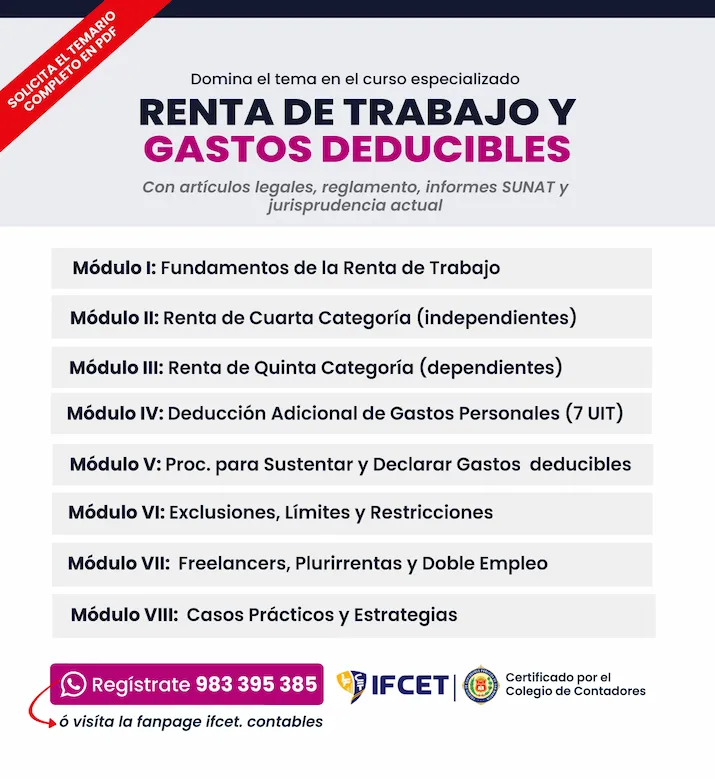 SOLICITA EL TEMARIO
COMPLETO EN PDF
Domina el tema en el curso especializado
RENTA DE TRABAJO Y
GASTOS DEDUCIBLES
Con artículos legales, reglamento, informes SUNAT y
jurisprudencia actual
Módulo I: Fundamentos de la Renta de Trabajo
Módulo II: Renta de Cuarta Categoría (independientes)
Módulo III: Renta de Quinta Categoría (dependientes)
Módulo IV: Deducción Adicional de Gastos Personales (7 UIT)
Módulo V: Proc. para Sustentar y Declarar Gastos deducibles
Módulo VI: Exclusiones, Límites y Restricciones
Módulo VII: Freelancers, Plurirrentas y Doble Empleo
Módulo VIII: Casos Prácticos y Estrategias
Regístrate 983 395 385
IFCET
Certificado por el
Colegio de Contadores
ó visíta la fanpage ifcet. contables